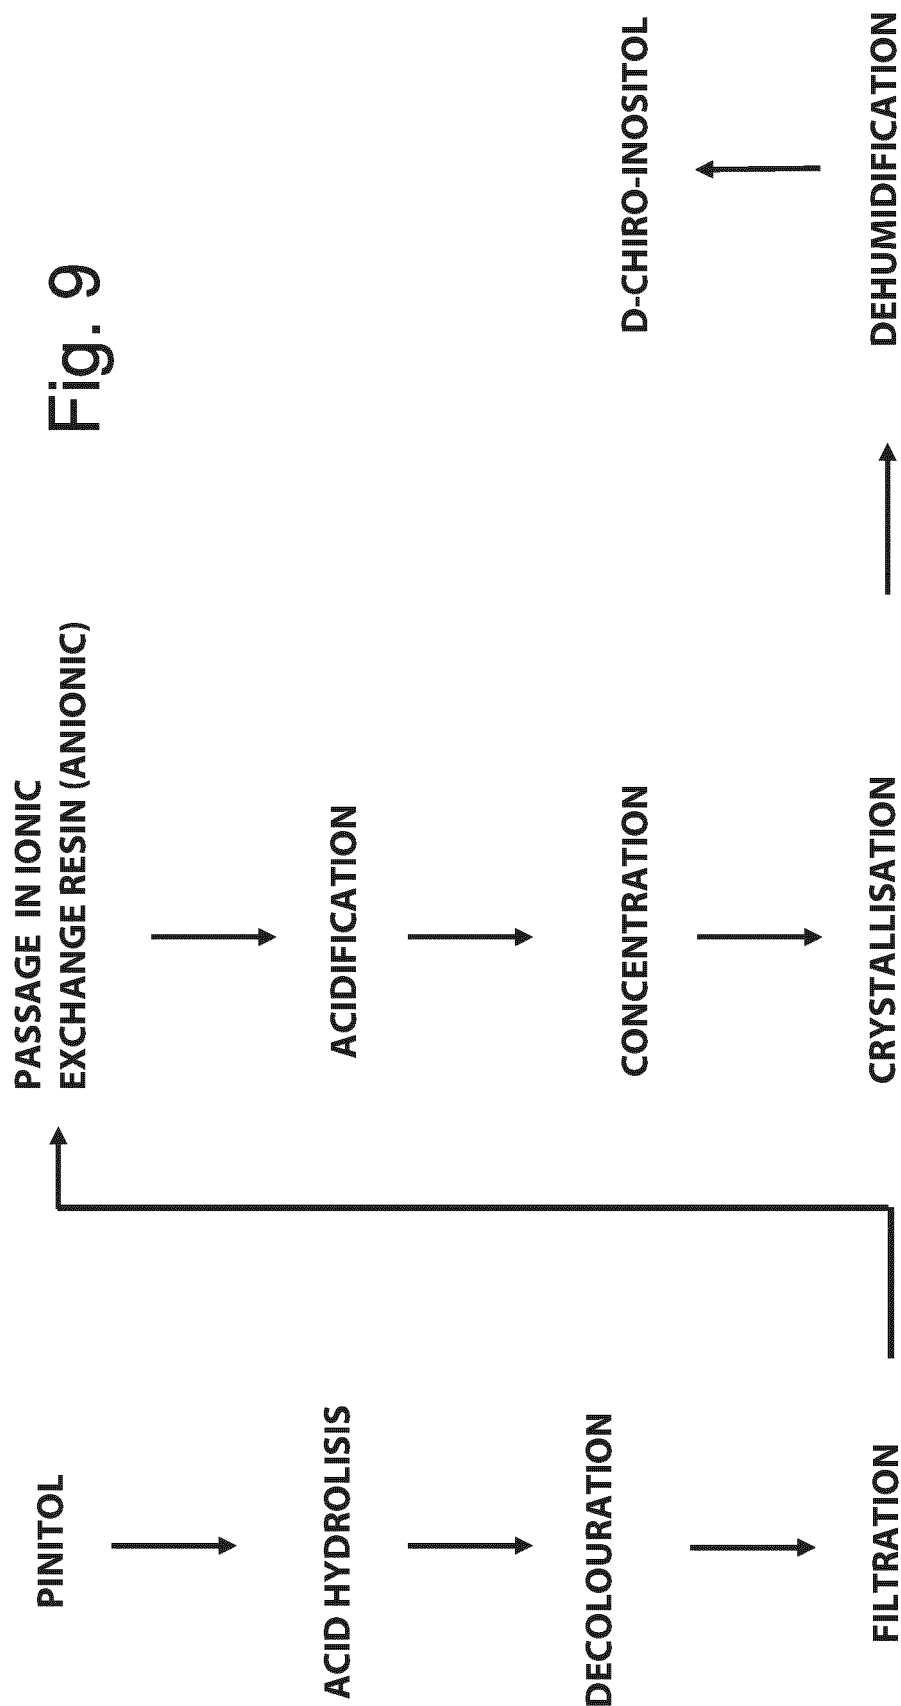 Fig. 9
PINITOL
ACID HYDROLISIS
DECOLOURATION
FILTRATION
PASSAGE IN IONIC
EXCHANGE RESIN (ANIONIC)
ACIDIFICATION
CONCENTRATION
CRYSTALLISATION
DEHUMIDIFICATION
D-CHIRO-INOSITOL